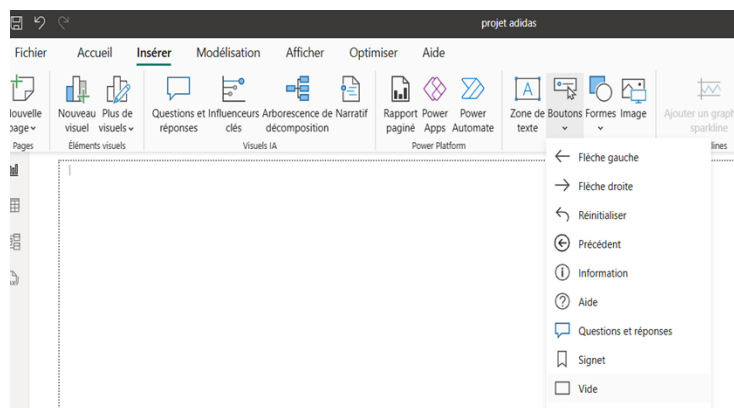 projet adidas
Fichier Accueil Insérer Modélisation Afficher Optimiser Aide
Nouveau Plus de Questions et Influenceurs Arborescence de Narratif Rapport Power Power Zone de Boutons Formes Image Ajouter un graph
page visuel visuels réponses clés décomposition paginé Apps Automate texte sparkline
Pages Éléments visuels Visuels IA Power Platform lines
Flèche gauche
Flèche droite
Réinitialiser
Précédent
Information
Aide
Questions et réponses
Signet
Vide